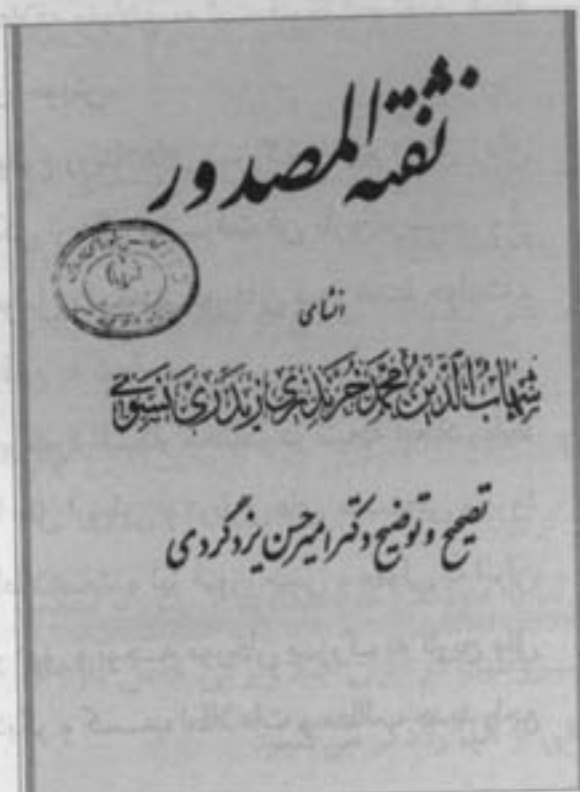 نفثة المصدور
انشای
شهاب الدین محمد خرندزی زیدری نسوی
تصحیح و توضیح دکتر امیرحسن یزدگردی